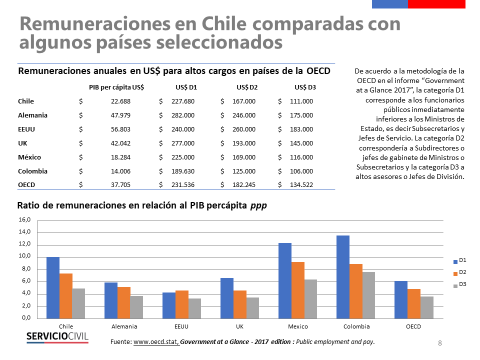 Remuneraciones en Chile comparadas con
algunos países seleccionados
Remuneraciones anuales en US$ para altos cargos en países de la OECD
PIB per cápita US$ US$ D1 US$ D2 US$ D3
Chile $ 22.688 $ 227.680 $ 167.000 $ 111.000
Alemania $ 47.979 $ 282.000 $ 246.000 $ 175.000
EEUU $ 56.803 $ 240.000 $ 260.000 $ 183.000
UK $ 42.042 $ 277.000 $ 193.000 $ 145.000
México $ 18.284 $ 225.000 $ 169.000 $ 116.000
Colombia $ 14.006 $ 189.630 $ 125.000 $ 106.000
OECD $ 37.705 $ 231.536 $ 182.245 $ 134.522
De acuerdo a la metodología de la
OECD en el informe “Government
at a Glance 2017”, la categoría D1
corresponde a los funcionarios
públicos inmediatamente
inferiores a los Ministros de
Estado, es decir Subsecretarios y
Jefes de Servicio. La categoría D2
correspondería a Subdirectores o
jefes de gabinete de Ministros o
Subsecretarios y la categoría D3 a
altos asesores o Jefes de División.
Ratio de remuneraciones en relación al PIB percápita ppp
16,0
14,0
12,0
10,0
8,0
6,0
4,0
2,0
0,0
Chile Alemania EEUU UK Mexico Colombia OECD
D1
D2
D3
SERVICIOCIVIL
Fuente: www.oecd.stat, Government at a Glance - 2017 edition : Public employment and pay.
8